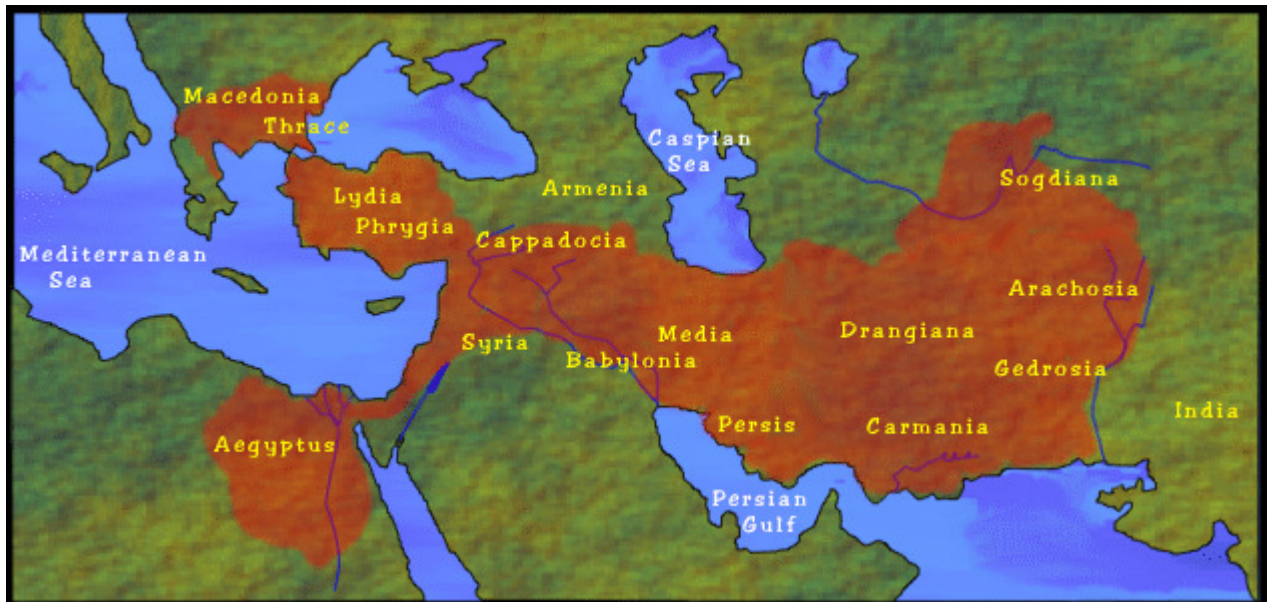 Macedonia
Thrace
Caspian
Sea
Sogdiana
Armenia
Lydia
Phrygia
Cappadocia
Mediterranean
Sea
Arachosia
Media
Drangiana
Syria
Babylonia
Gedrosia
India
Persis
Carmania
Aegyptus
Persian
Gulf